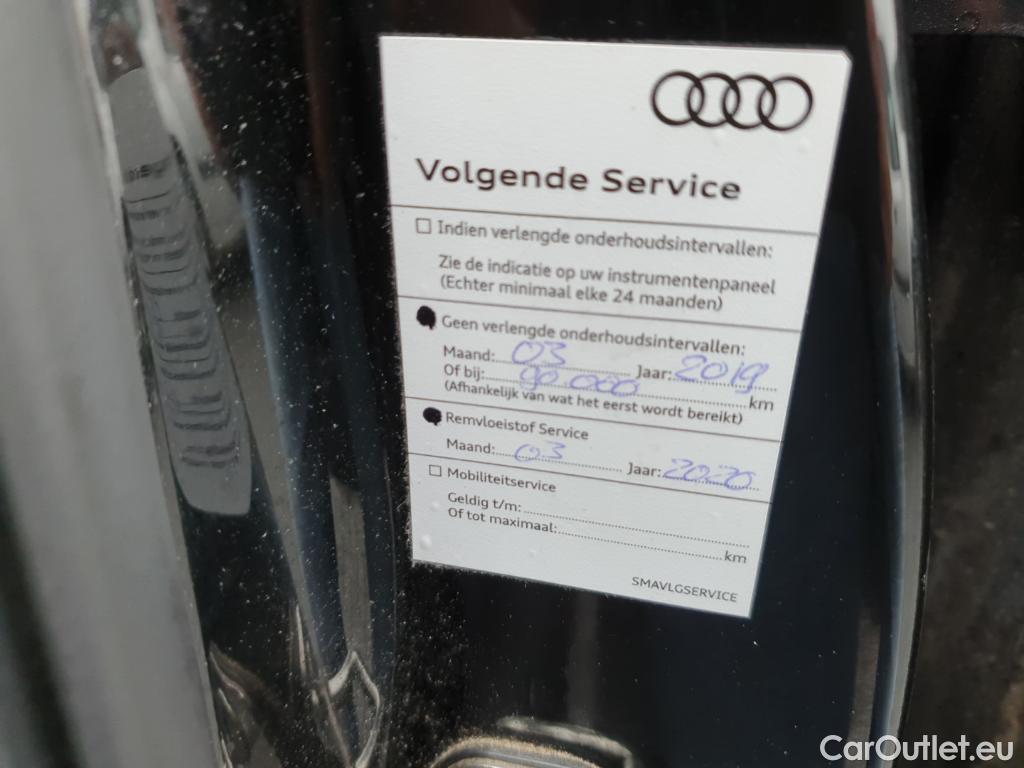 Volgende Service
Indien verlengde onderhoudsintervallen:
Zie de indicatie op uw instrumentenpaneel
(Echter minimaal elke 24 maanden)
Geen verlengde onderhoudsintervallen:
Maand: 03 Jaar: 2019
Of bij: 90.000 km
(Afhankelijk van wat het eerst wordt bereikt)
Remvloeistof Service
Maand: 03 Jaar: 2020
Mobiliteitservice
Geldig t/m:
Of tot maximaal: km
SMAVLGSERVICE
CarOutlet.eu